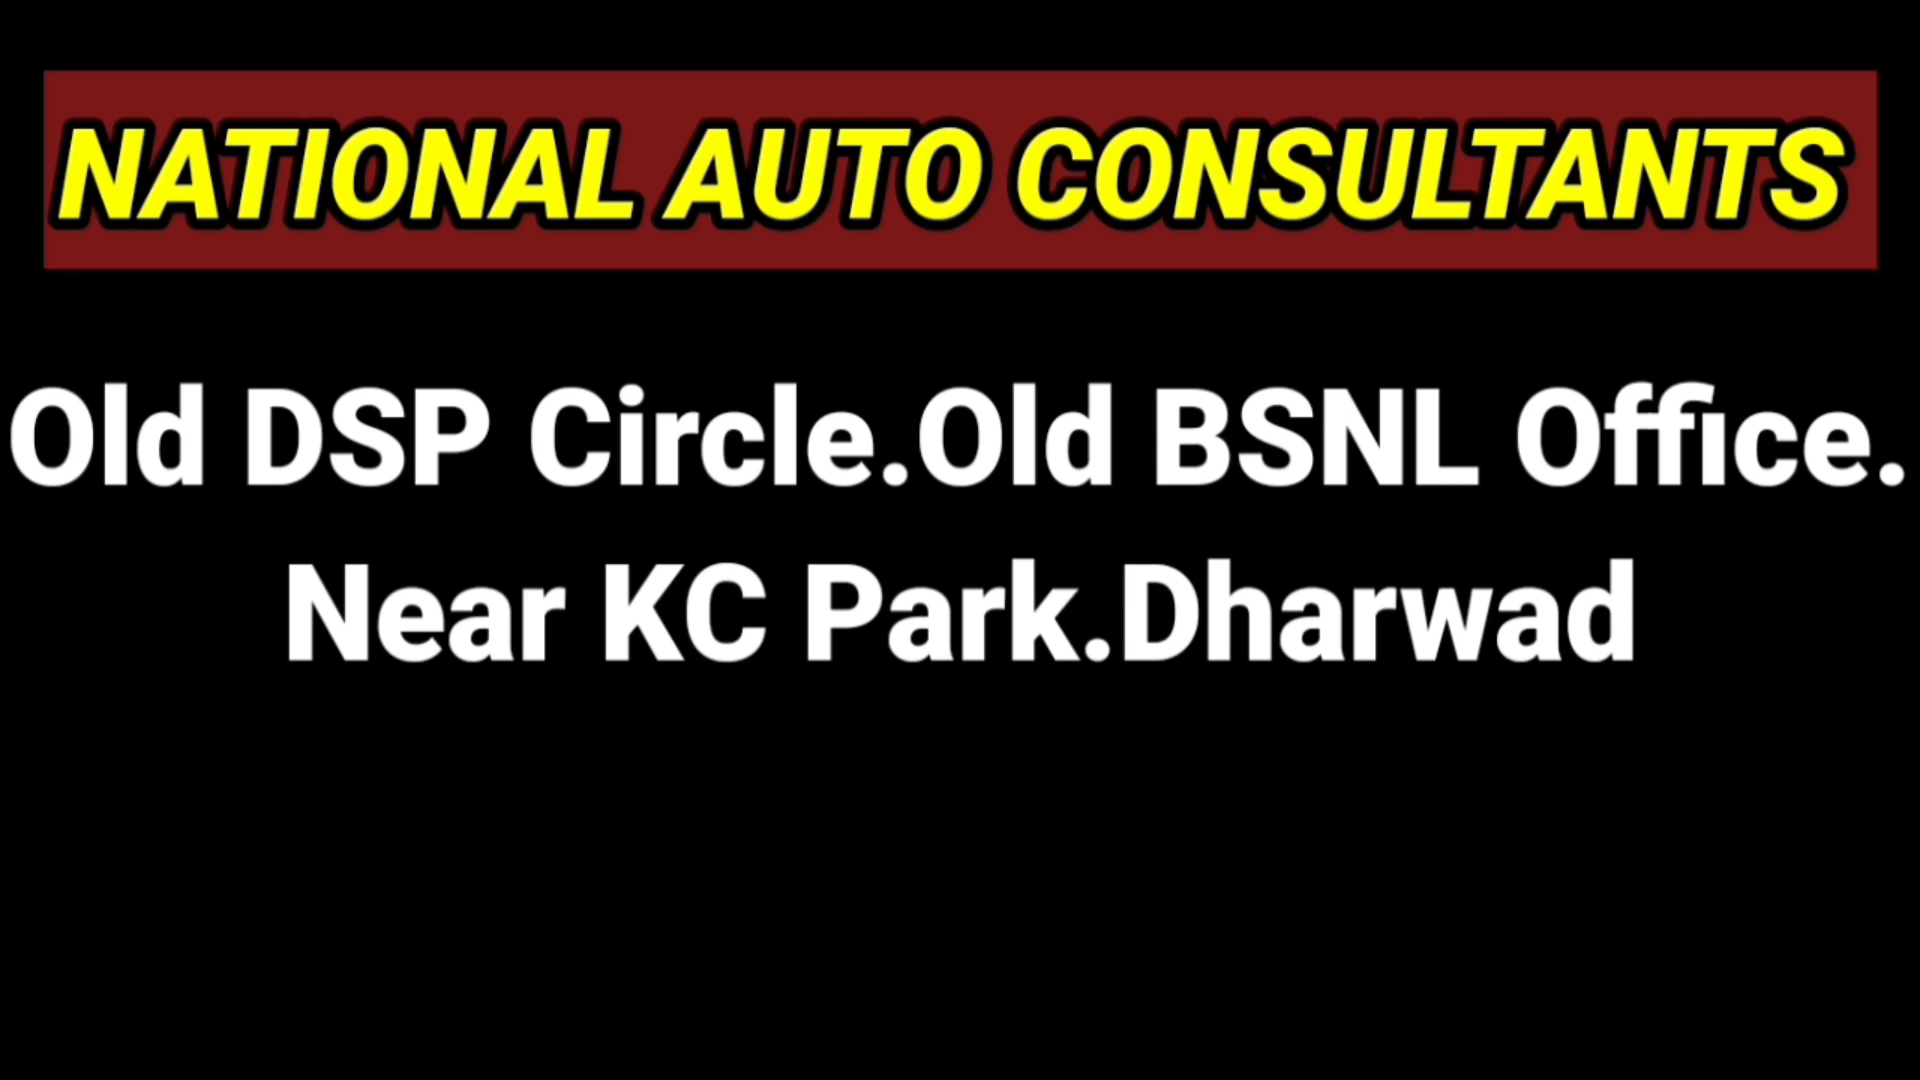 NATIONAL AUTO CONSULTANTS
Old DSP Circle.Old BSNL Office.
Near KC Park.Dharwad